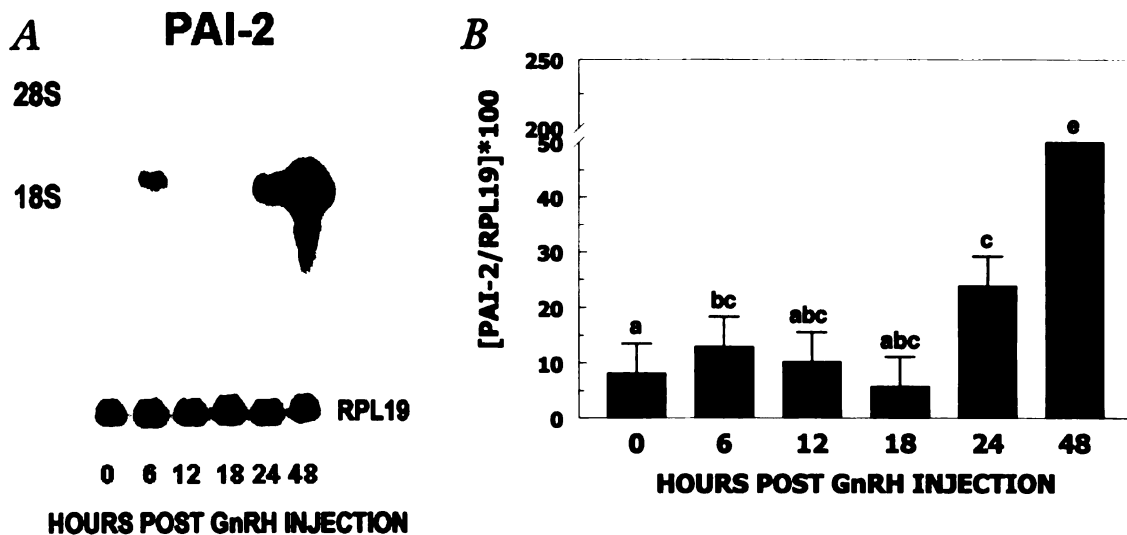 A
PAI-2
28S
18S
RPL19
0 6 12 18 24 48
HOURS POST GnRH INJECTION
B
[PAI-2/RPL19]*100
250
200
50
40
30
20
10
0
a
bc
abc
abc
c
e
0 6 12 18 24 48
HOURS POST GnRH INJECTION